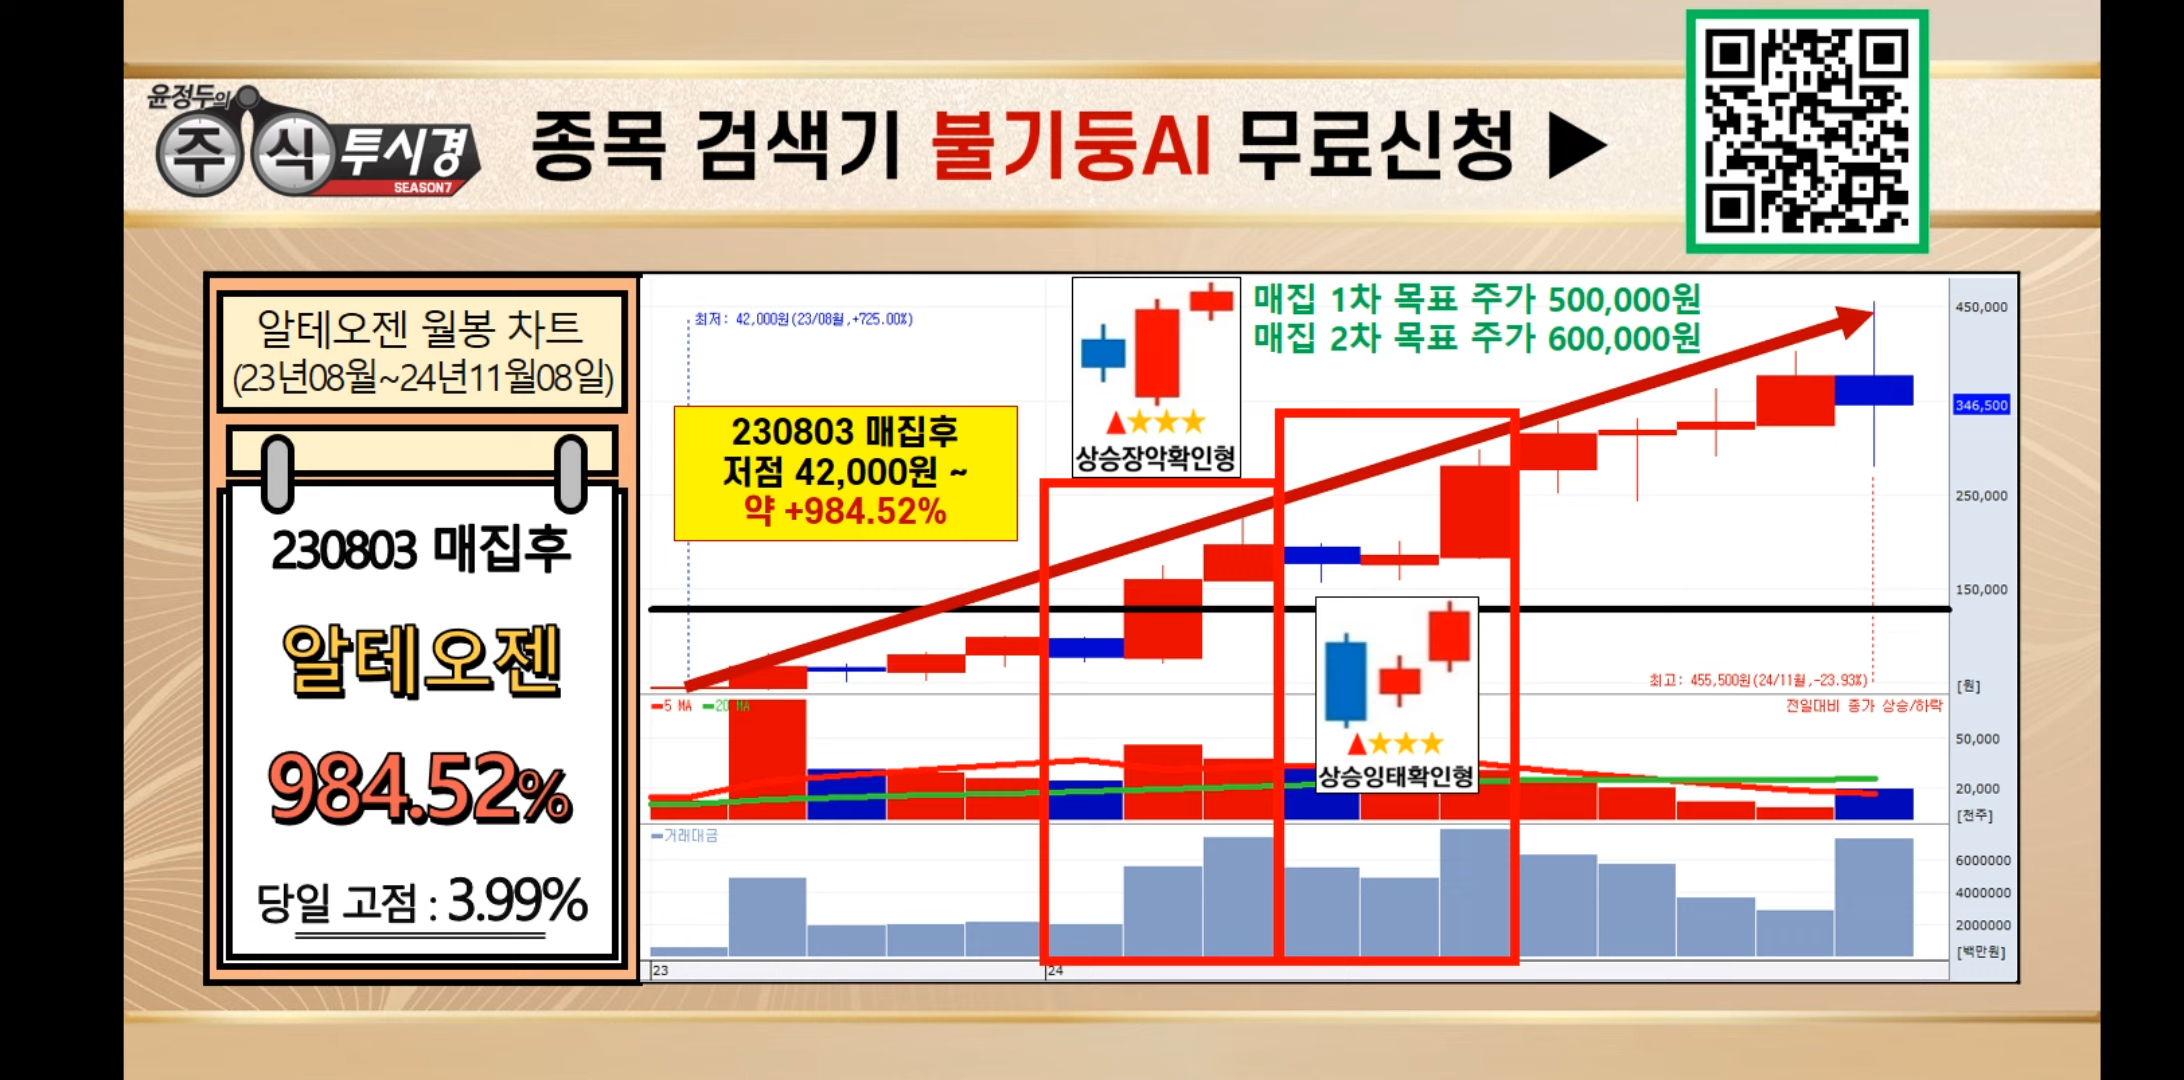 윤정두의
주식투시경
SEASON7
종목 검색기 불기둥AI 무료신청 ▶
알테오젠 월봉 차트
(23년08월~24년11월08일)
230803 매집후
알테오젠
984.52%
당일 고점 : 3.99%
최저: 42,000원(23/08월,+725.00%)
230803 매집후
저점 42,000원 ~
약 +984.52%
▲★★★
상승장악확인형
매집 1차 목표 주가 500,000원
매집 2차 목표 주가 600,000원
▲★★★
상승잉태확인형
최고: 455,500원(24/11월,-23.93%)
전일대비 종가 상승/하락
5 MA 20 MA
거래대금
450,000
346,500
250,000
150,000
[원]
50,000
20,000
[천주]
6000000
4000000
2000000
[백만원]
23
24